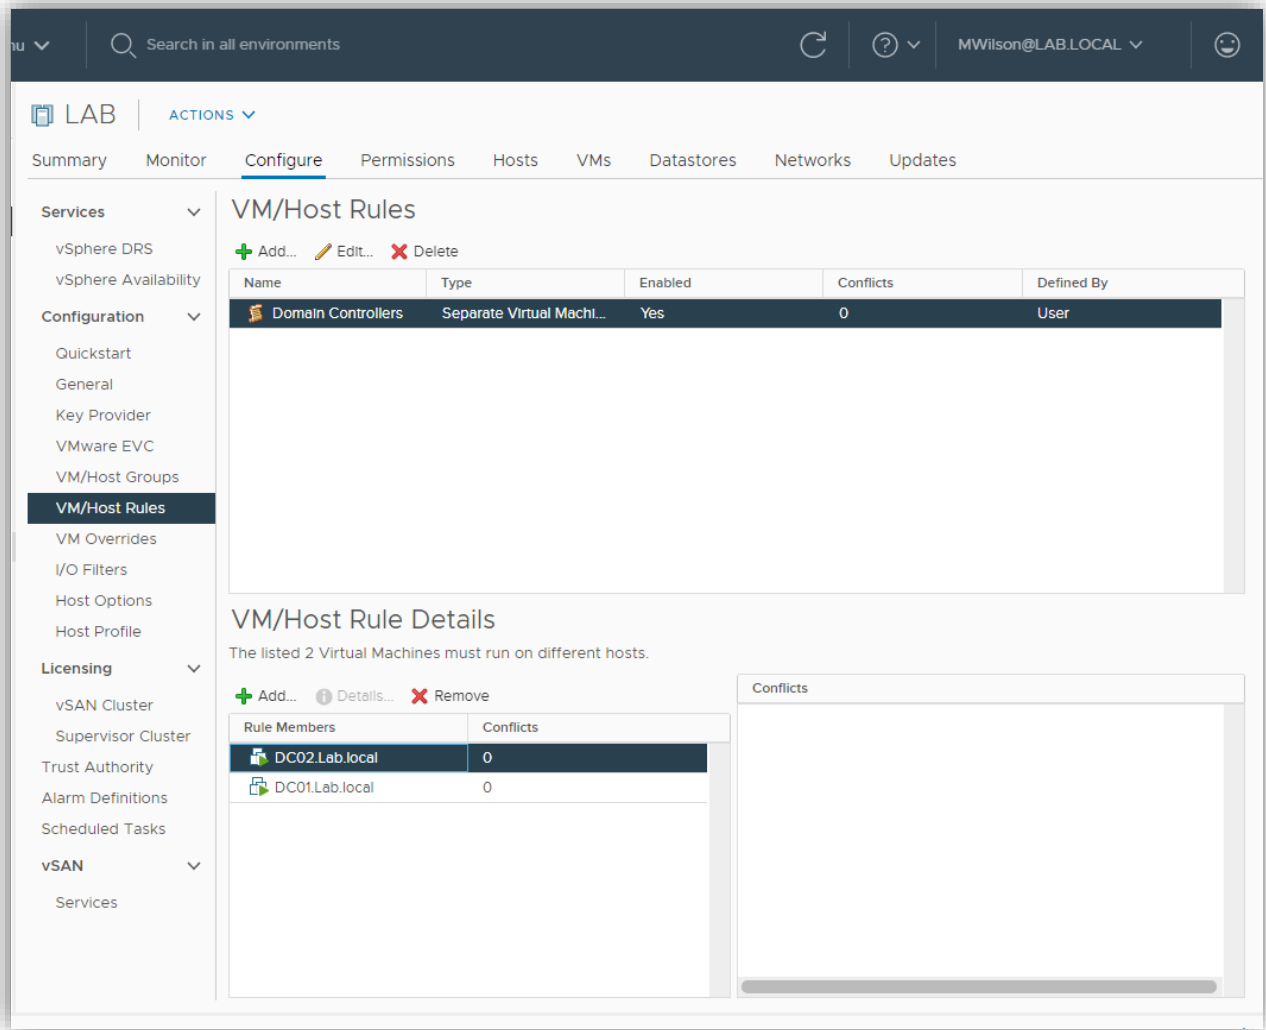 nu
Search in all environments
MWilson@LAB.LOCAL
LAB
ACTIONS
Summary Monitor Configure Permissions Hosts VMs Datastores Networks Updates
Services
vSphere DRS
vSphere Availability
Configuration
Quickstart
General
Key Provider
VMware EVC
VM/Host Groups
VM/Host Rules
VM Overrides
I/O Filters
Host Options
Host Profile
Licensing
vSAN Cluster
Supervisor Cluster
Trust Authority
Alarm Definitions
Scheduled Tasks
vSAN
Services
VM/Host Rules
Add... Edit... Delete
Name Type Enabled Conflicts Defined By
Domain Controllers Separate Virtual Machi... Yes 0 User
VM/Host Rule Details
The listed 2 Virtual Machines must run on different hosts.
Add... Details... Remove
Rule Members Conflicts
DC02.Lab.local 0
DC01.Lab.local 0
Conflicts